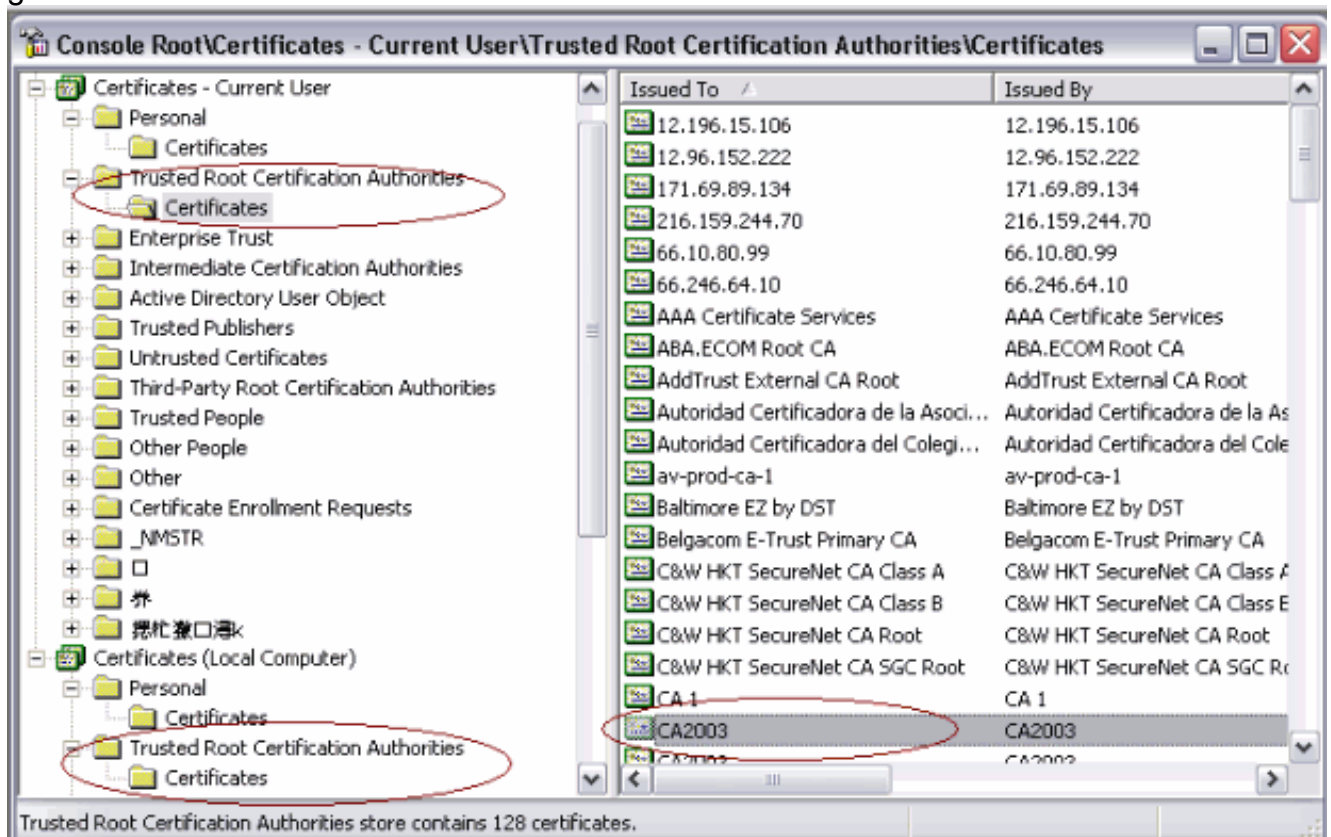 Console Root\Certificates - Current User\Trusted Root Certification Authorities\Certificates
Certificates - Current User
Personal
Certificates
Trusted Root Certification Authorities
Certificates
Enterprise Trust
Intermediate Certification Authorities
Active Directory User Object
Trusted Publishers
Untrusted Certificates
Third-Party Root Certification Authorities
Trusted People
Other People
Other
Certificate Enrollment Requests
_NMSTR
Certificates (Local Computer)
Personal
Certificates
Trusted Root Certification Authorities
Certificates
Issued To Issued By
12.196.15.106 12.196.15.106
12.96.152.222 12.96.152.222
171.69.89.134 171.69.89.134
216.159.244.70 216.159.244.70
66.10.80.99 66.10.80.99
66.246.64.10 66.246.64.10
AAA Certificate Services AAA Certificate Services
ABA.ECOM Root CA ABA.ECOM Root CA
AddTrust External CA Root AddTrust External CA Root
Autoridad Certificadora de la Asoci... Autoridad Certificadora de la As
Autoridad Certificadora del Colegi... Autoridad Certificadora del Cole
av-prod-ca-1 av-prod-ca-1
Baltimore EZ by DST Baltimore EZ by DST
Belgacom E-Trust Primary CA Belgacom E-Trust Primary CA
C&W HKT SecureNet CA Class A C&W HKT SecureNet CA Class A
C&W HKT SecureNet CA Class B C&W HKT SecureNet CA Class
C&W HKT SecureNet CA Root C&W HKT SecureNet CA Root
C&W HKT SecureNet CA SGC Root C&W HKT SecureNet CA SGC
CA 1 CA 1
CA2003 CA2003
Trusted Root Certification Authorities store contains 128 certificates.